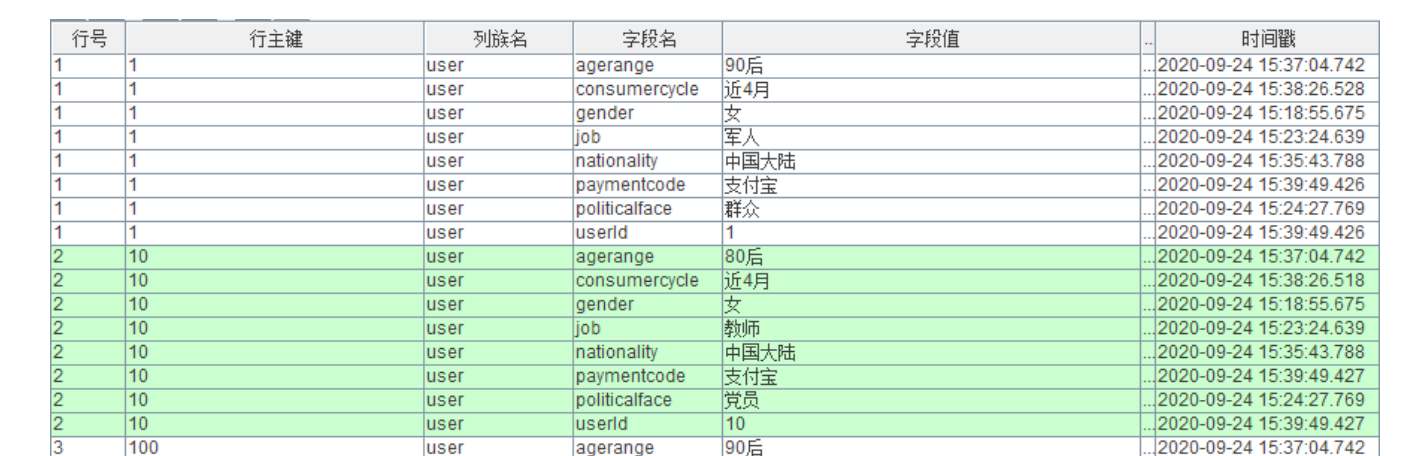 行号 行主键 列族名 字段名 字段值 .. 时间戳
1 1 user agerange 90后 ...2020-09-24 15:37:04.742
1 1 user consumercycle 近4月 ...2020-09-24 15:38:26.528
1 1 user gender 女 ...2020-09-24 15:18:55.675
1 1 user job 军人 ...2020-09-24 15:23:24.639
1 1 user nationality 中国大陆 ...2020-09-24 15:35:43.788
1 1 user paymentcode 支付宝 ...2020-09-24 15:39:49.426
1 1 user politicalface 群众 ...2020-09-24 15:24:27.769
1 1 user userId 1 ...2020-09-24 15:39:49.426
2 10 user agerange 80后 ...2020-09-24 15:37:04.742
2 10 user consumercycle 近4月 ...2020-09-24 15:38:26.518
2 10 user gender 女 ...2020-09-24 15:18:55.675
2 10 user job 教师 ...2020-09-24 15:23:24.639
2 10 user nationality 中国大陆 ...2020-09-24 15:35:43.788
2 10 user paymentcode 支付宝 ...2020-09-24 15:39:49.427
2 10 user politicalface 党员 ...2020-09-24 15:24:27.769
2 10 user userId 10 ...2020-09-24 15:39:49.427
3 100 user agerange 90后 ...2020-09-24 15:37:04.742